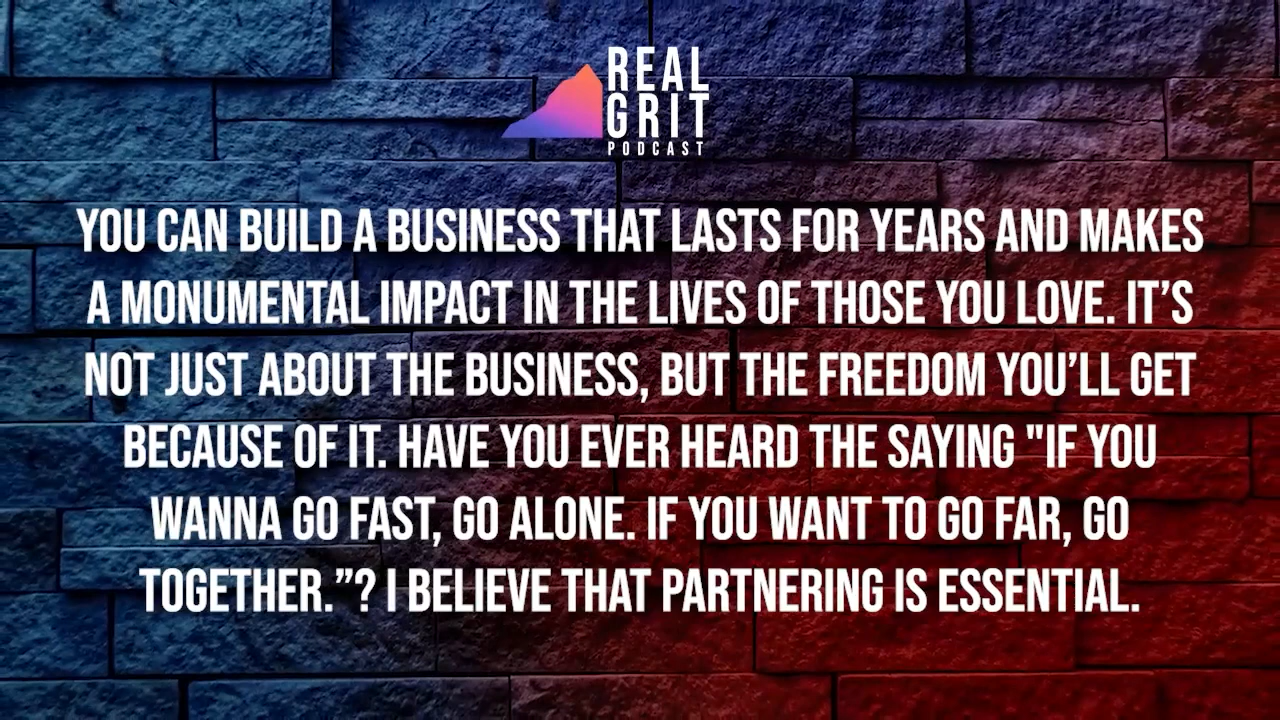 REAL
GRIT
PODCAST
YOU CAN BUILD A BUSINESS THAT LASTS FOR YEARS AND MAKES
A MONUMENTAL IMPACT IN THE LIVES OF THOSE YOU LOVE. IT’S
NOT JUST ABOUT THE BUSINESS, BUT THE FREEDOM YOU’LL GET
BECAUSE OF IT. HAVE YOU EVER HEARD THE SAYING "IF YOU
WANNA GO FAST, GO ALONE. IF YOU WANT TO GO FAR, GO
TOGETHER. ”? I BELIEVE THAT PARTNERING IS ESSENTIAL.